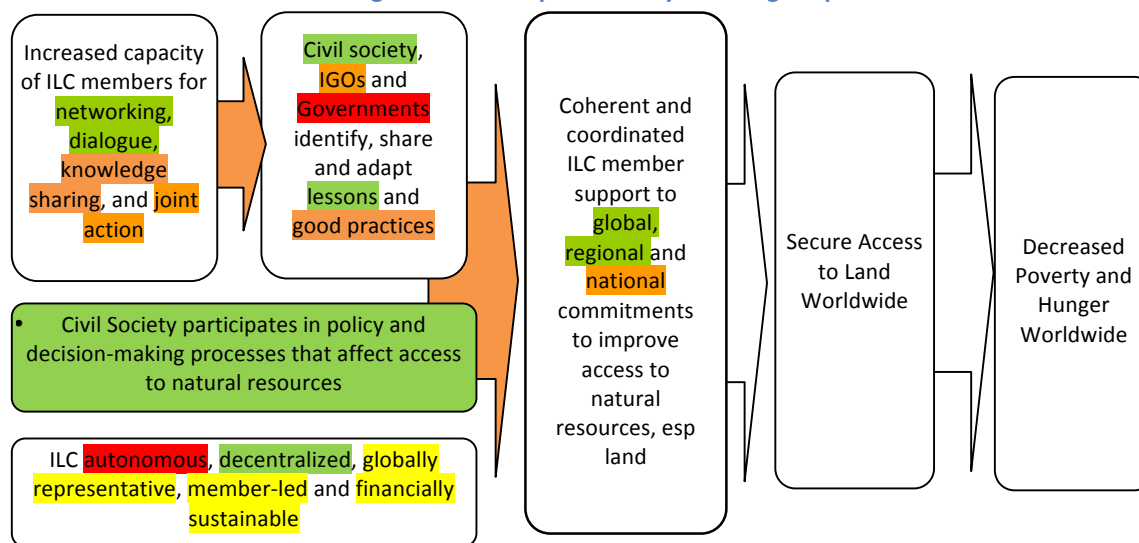 Increased capacity
of ILC members for
networking,
dialogue,
knowledge
sharing, and joint
action
Civil society,
IGOs and
Governments
identify, share
and adapt
lessons and
good practices
• Civil Society participates in policy and
decision-making processes that affect access
to natural resources
ILC autonomous, decentralized, globally
representative, member-led and financially
sustainable
Coherent and
coordinated
ILC member
support to
global,
regional and
national
commitments
to improve
access to
natural
resources, esp
land
Secure Access
to Land
Worldwide
Decreased
Poverty and
Hunger
Worldwide